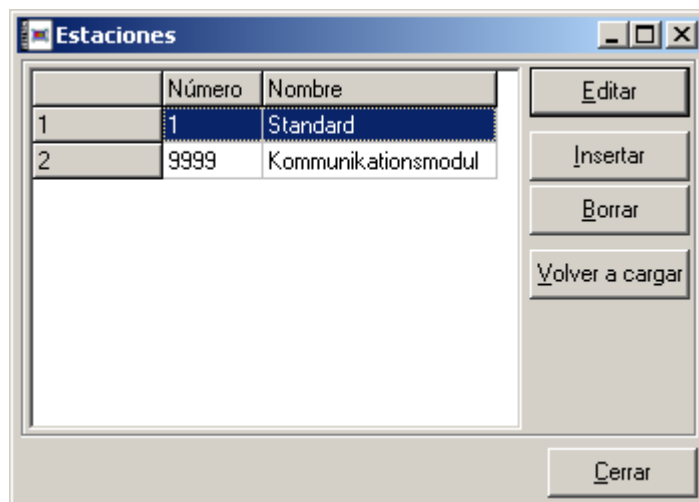 Estaciones
Número Nombre
1 1 Standard
2 9999 Kommunikationsmodul
Editar
Insertar
Borrar
Volver a cargar
Cerrar